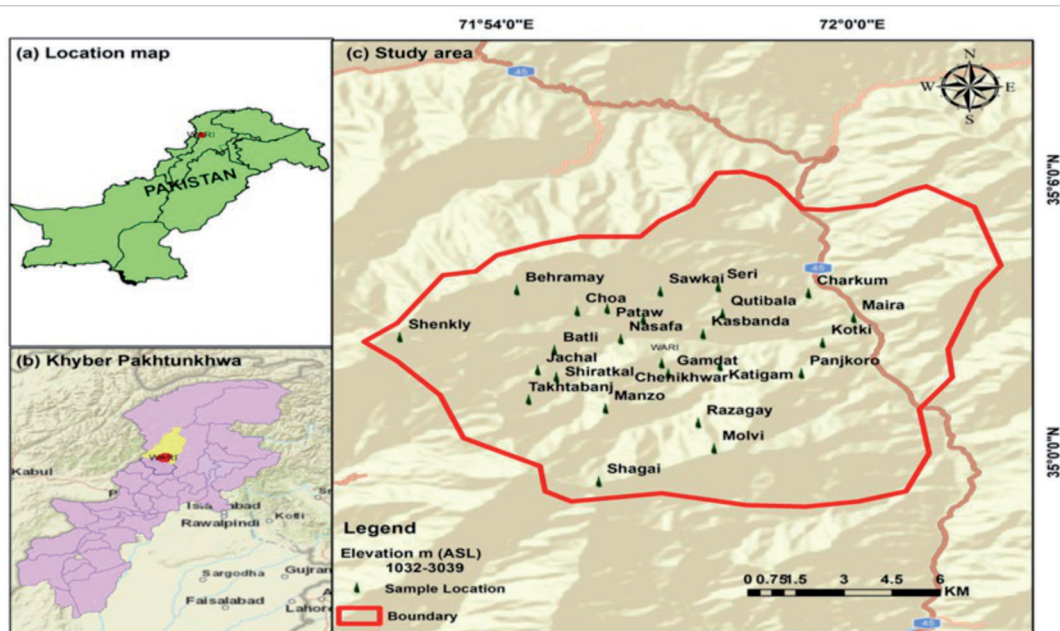 71°54'0"E
72°0'0"E
(a) Location map
WARI
PAKISTAN
(b) Khyber Pakhtunkhwa
Kabul
WARI
P
Rawalpindi
Kotli
Sargodha
Gujran
Faisalabad
Lahor
(c) Study area
45
N
W
E
S
35°6'0"N
45
Behramay
Sawkai
Seri
Charkum
Choa
Qutibala
Maira
Pataw
Shenkly
Nasafa
Kasbanda
Kotki
Batli
WARI
Jachal
Gamdat
Panjkoro
Shiratkal
Chenikhwar
Katigam
Takhtabanj
Manzo
Razagay
Molvi
35°0'0"N
Shagai
Legend
Elevation m (ASL)
1032-3039
Sample Location
Boundary
0 0.75 1.5 3 4.5 6
KM
45